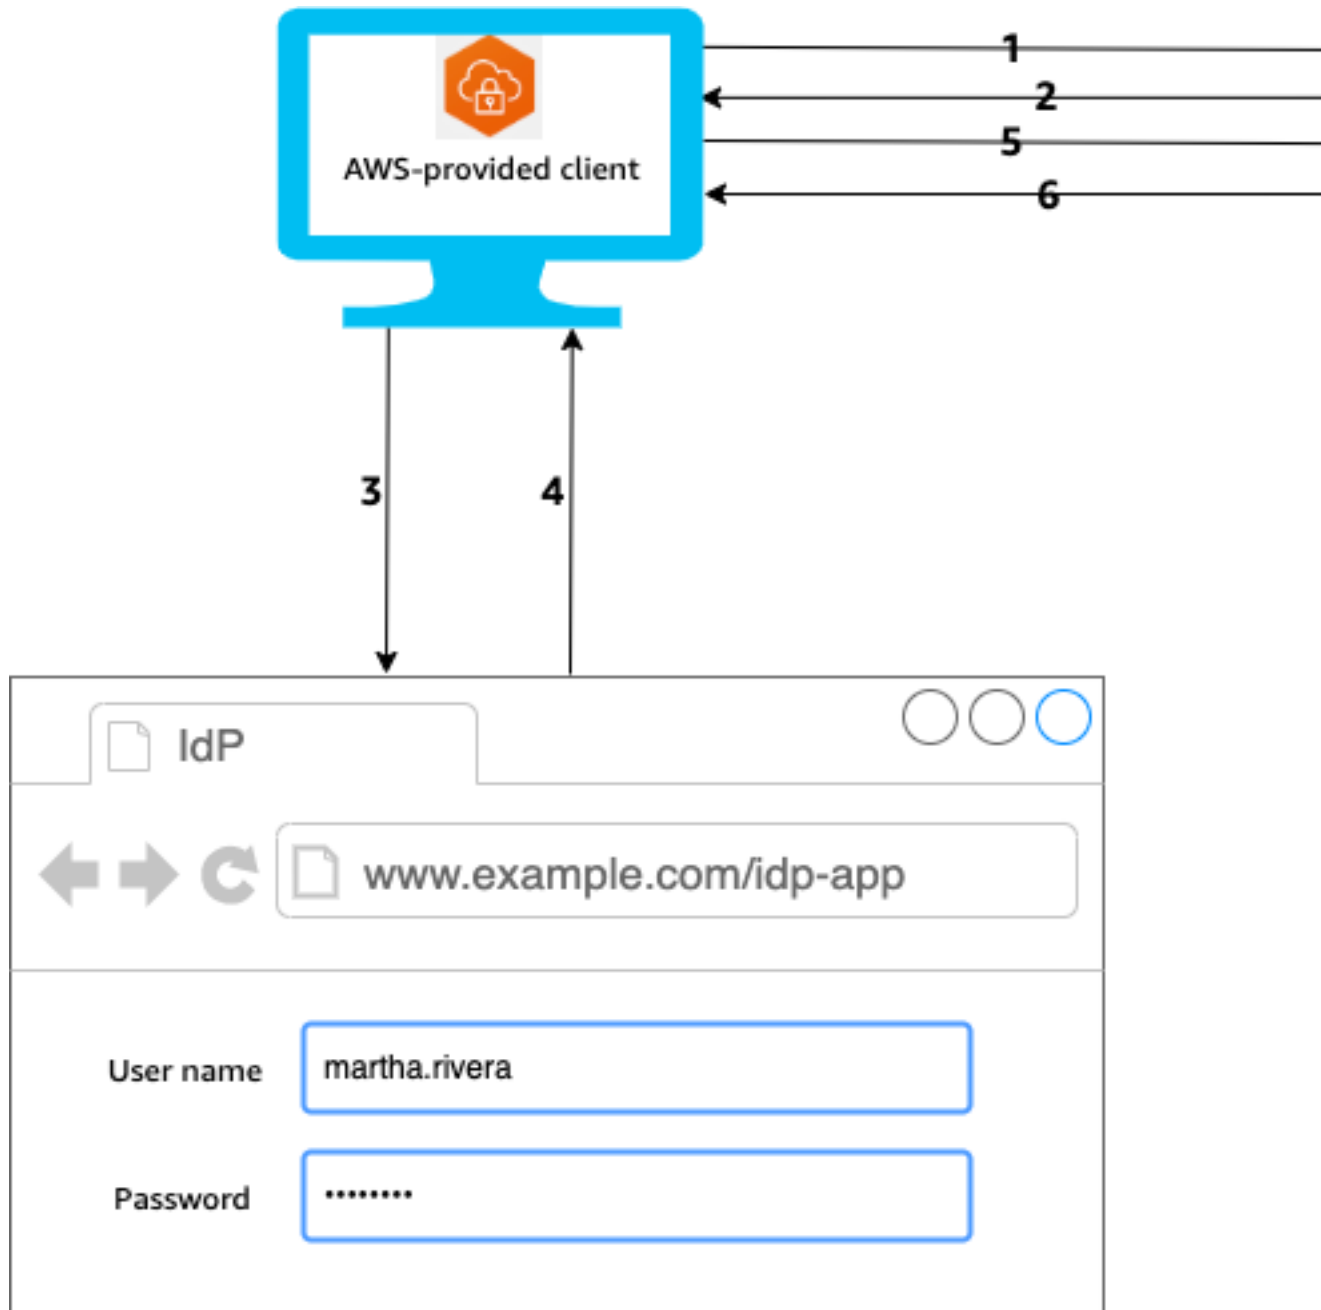 1
2
AWS-provided client
5
6
3
4
IdP
www.example.com/idp-app
User name
martha.rivera
Password
••••••••